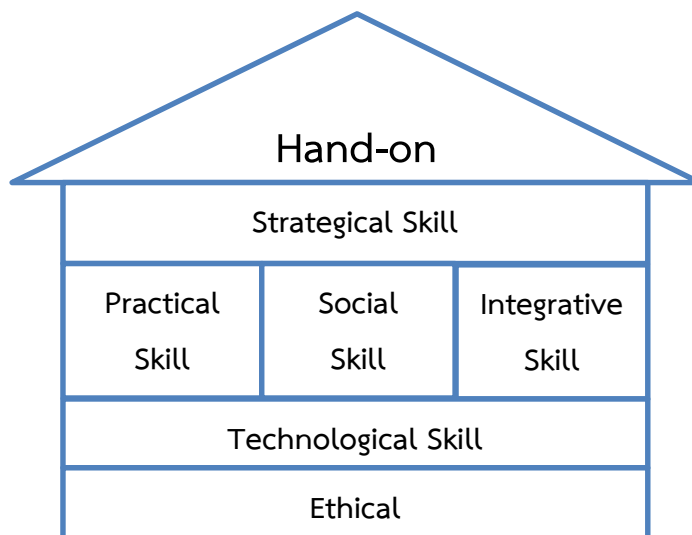 Hand-on
Strategical Skill
Practical
Skill
Social
Skill
Integrative
Skill
Technological Skill
Ethical